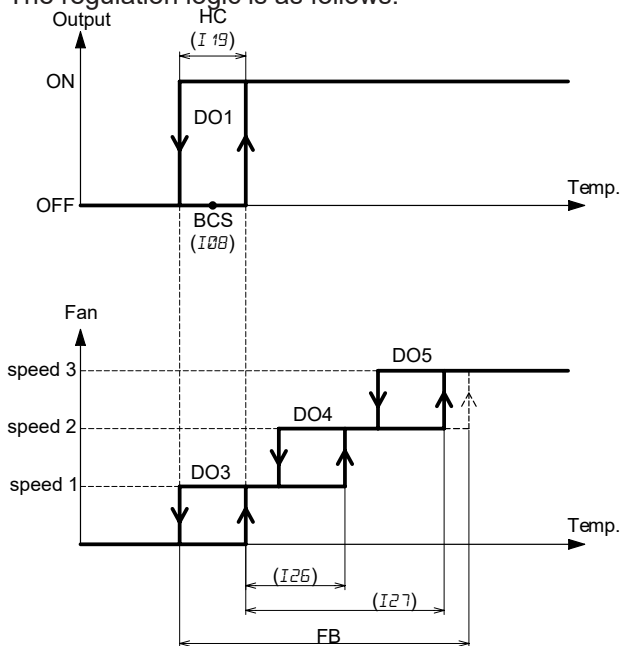 The regulation logic is as follows:
Output
HC
(I19)
ON
DO1
OFF
Temp.
BCS
(I08)
Fan
speed 3
DO5
speed 2
DO4
speed 1
DO3
Temp.
(I26)
(I27)
FB